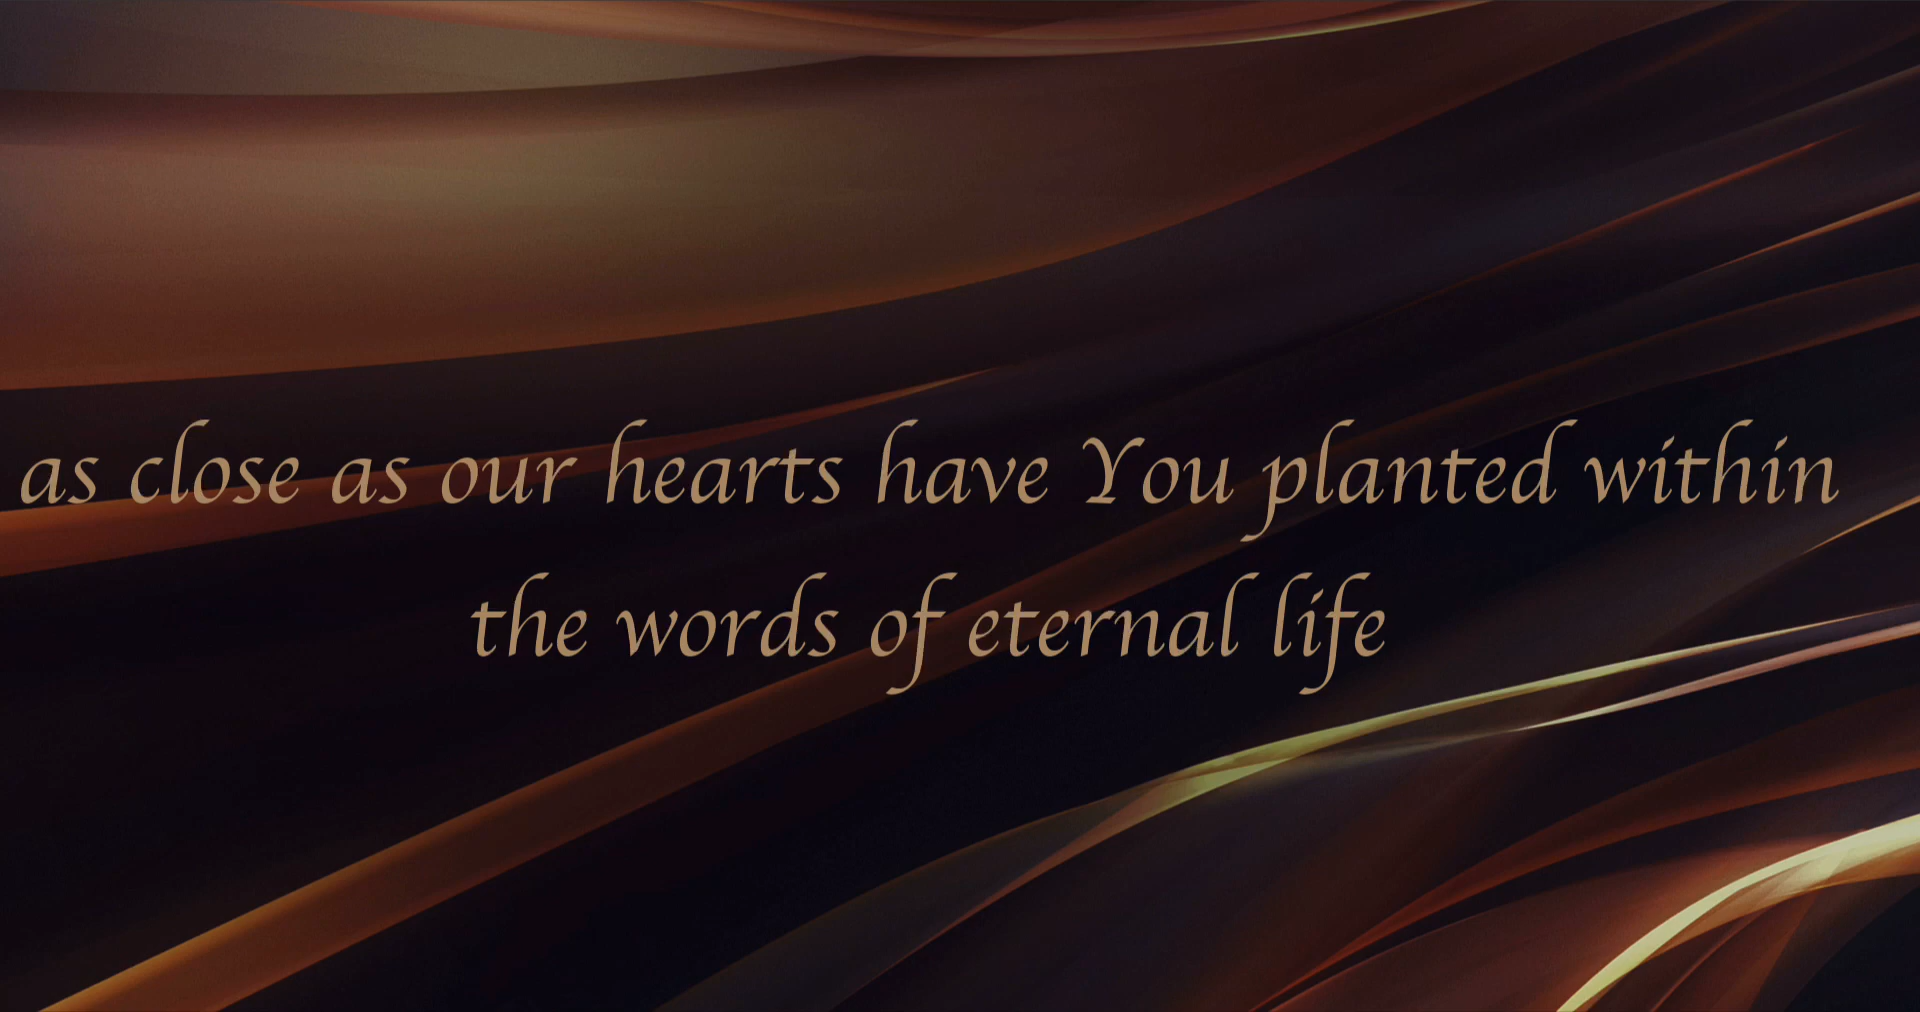 as close as our hearts have You planted within
the words of eternal life